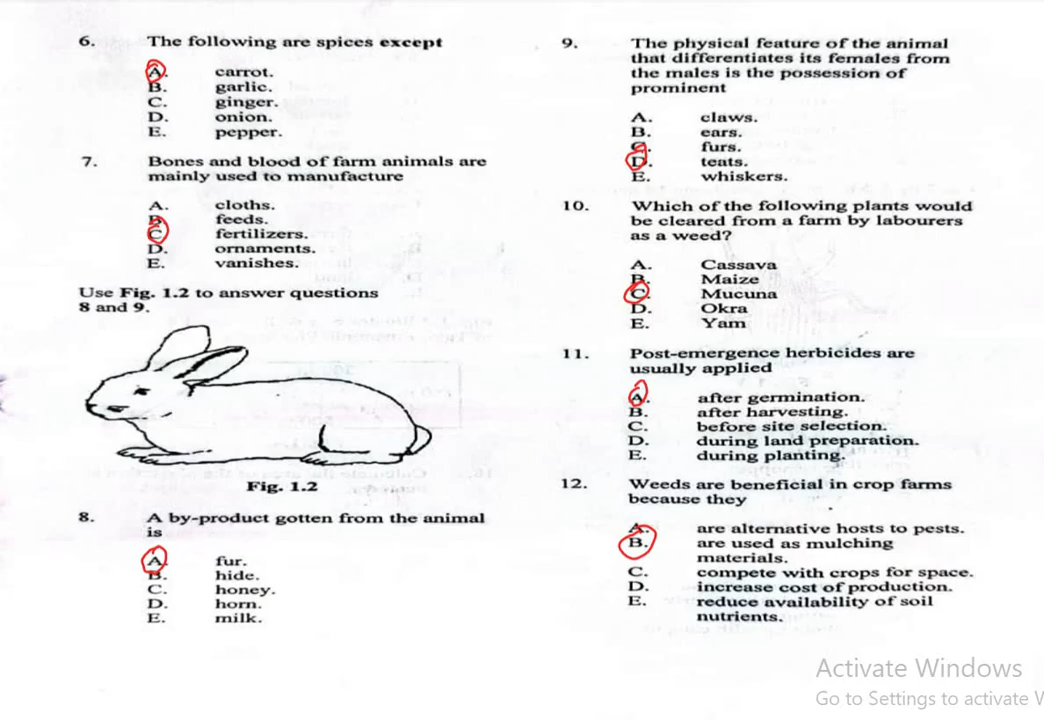 6. The following are spices except
A. carrot.
B. garlic.
C. ginger.
D. onion.
E. pepper.
7. Bones and blood of farm animals are
mainly used to manufacture
A. cloths.
B. feeds.
C. fertilizers.
D. ornaments.
E. vanishes.
Use Fig. 1.2 to answer questions
8 and 9.
Fig. 1.2
8. A by-product gotten from the animal
is
A. fur.
B. hide.
C. honey.
D. horn.
E. milk.
9. The physical feature of the animal
that differentiates its females from
the males is the possession of
prominent
A. claws.
B. ears.
C. furs.
D. teats.
E. whiskers.
10. Which of the following plants would
be cleared from a farm by labourers
as a weed?
A. Cassava
B. Maize
C. Mucuna
D. Okra
E. Yam
11. Post-emergence herbicides are
usually applied
A. after germination.
B. after harvesting.
C. before site selection.
D. during land preparation.
E. during planting.
12. Weeds are beneficial in crop farms
because they
A. are alternative hosts to pests.
B. are used as mulching
materials.
C. compete with crops for space.
D. increase cost of production.
E. reduce availability of soil
nutrients.
Activate Windows
Go to Settings to activate